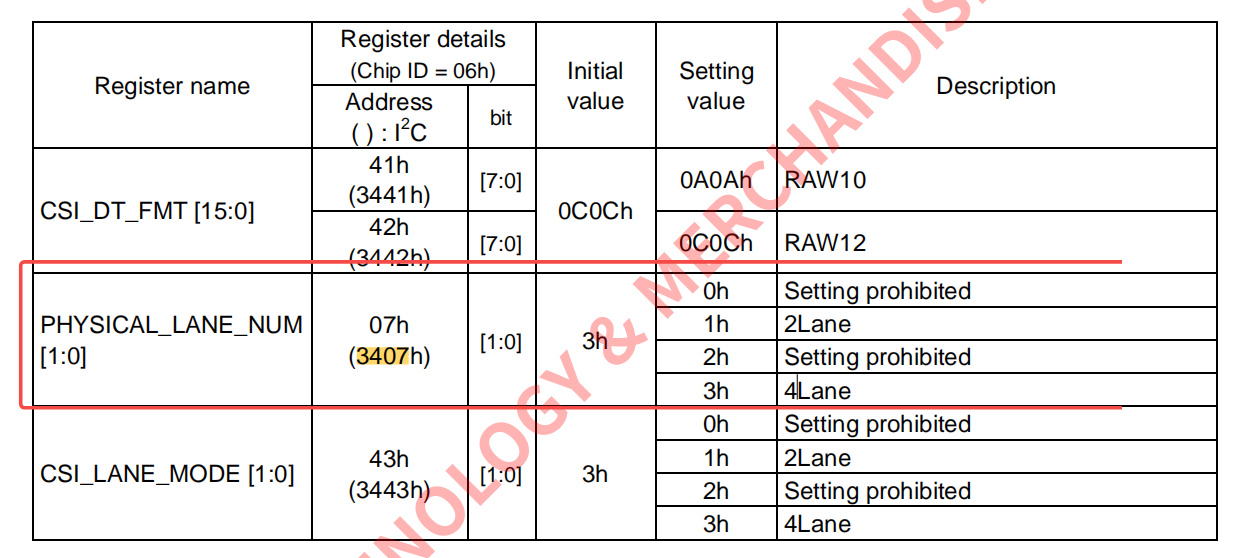 Register name
Register details
(Chip ID = 06h)
Address
( ) : I²C
bit
Initial
value
Setting
value
Description
CSI_DT_FMT [15:0]
41h
(3441h)
[7:0]
42h
(3442h)
[7:0]
0C0Ch
0A0Ah
RAW10
0C0Ch
RAW12
PHYSICAL_LANE_NUM
[1:0]
07h
(3407h)
[1:0]
3h
0h
Setting prohibited
1h
2Lane
2h
Setting prohibited
3h
4Lane
CSI_LANE_MODE [1:0]
43h
(3443h)
[1:0]
3h
0h
Setting prohibited
1h
2Lane
2h
Setting prohibited
3h
4Lane